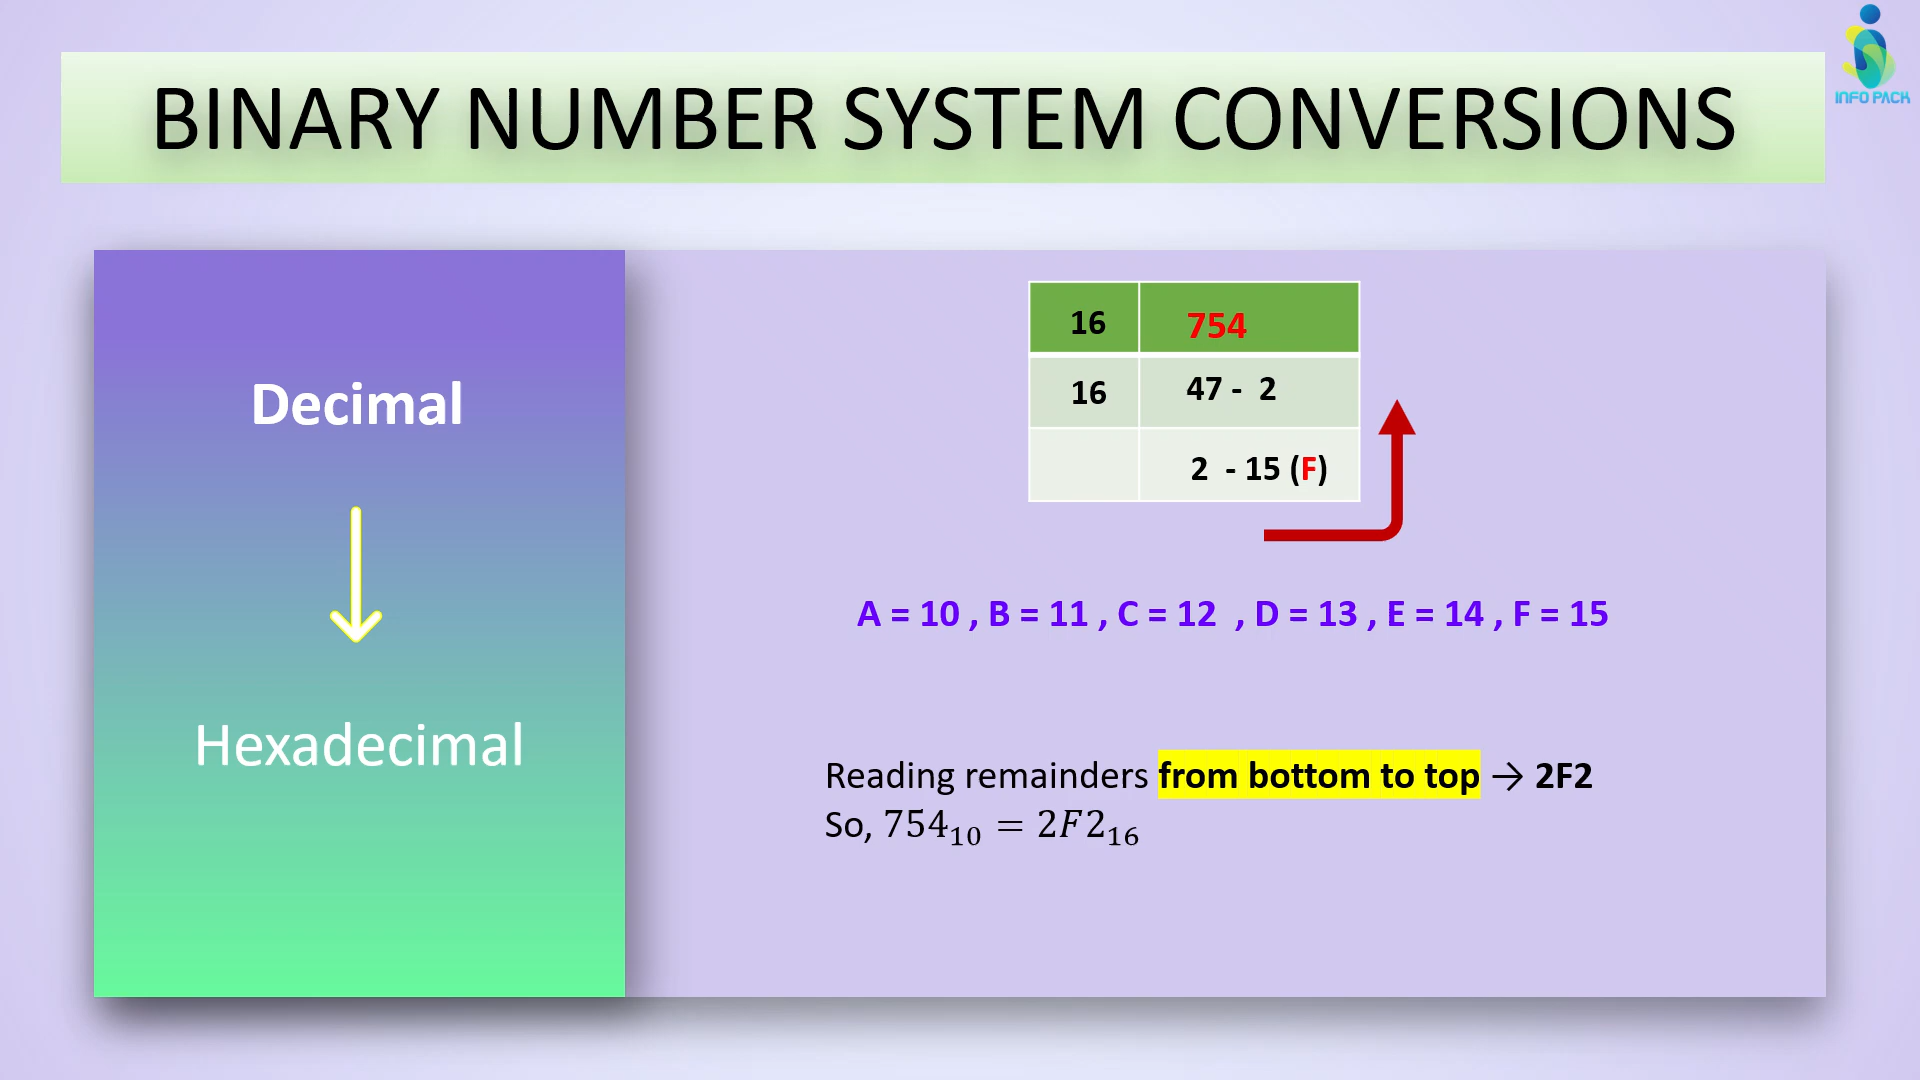 INFO PACK
BINARY NUMBER SYSTEM CONVERSIONS
Decimal
Hexadecimal
16 754
16 47 - 2
2 - 15 (F)
A = 10 , B = 11 , C = 12 , D = 13 , E = 14 , F = 15
Reading remainders from bottom to top → 2F2
So, 754₁₀ = 2F2₁₆